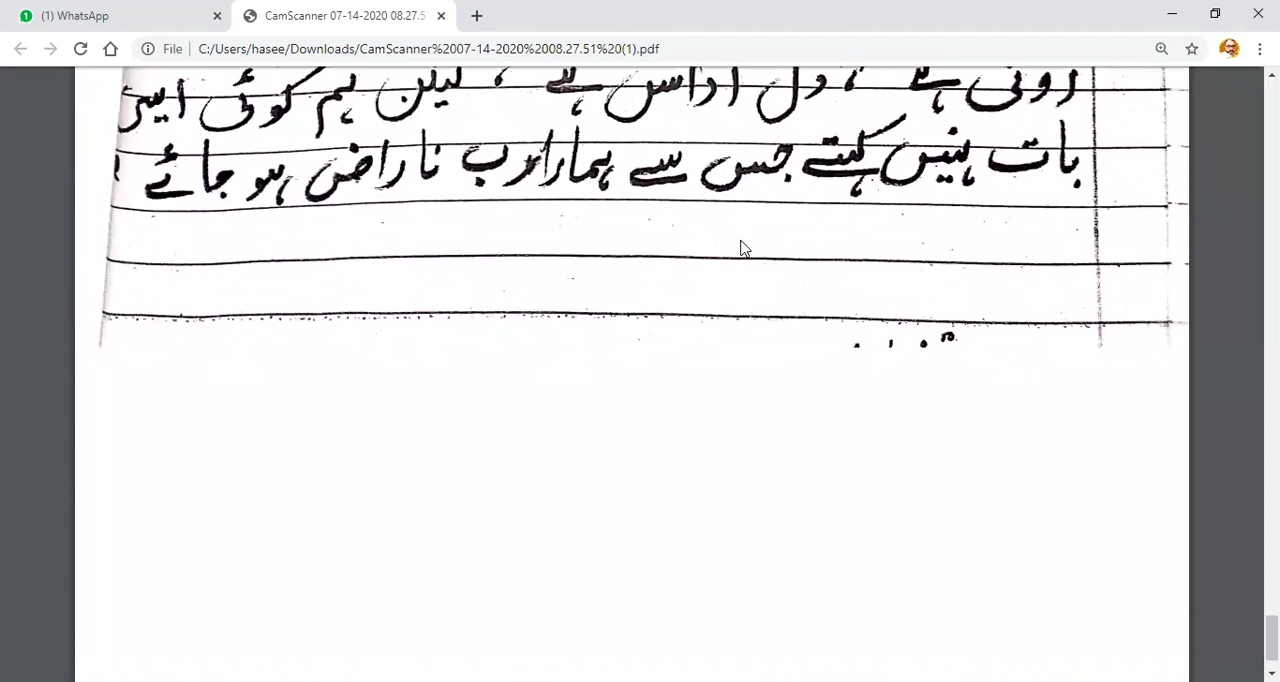 (1) WhatsApp
CamScanner 07-14-2020 08.27.5
File
C:/Users/hasee/Downloads/CamScanner%2007-14-2020%2008.27.51%20(1).pdf
روتی ہے ، دل اداس ہے ، لیکن ہم کوئی ایسی
بات نہیں کہتے جس سے ہمارا رب ناراض ہو جائے